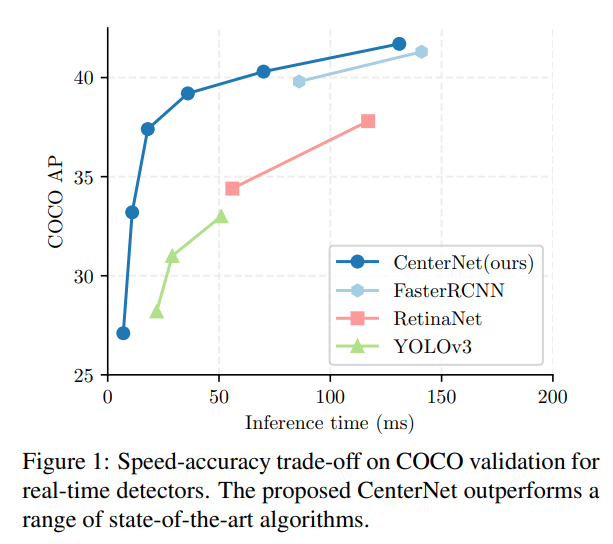 40
35
30
25
COCO AP
0 50 100 150 200
Inference time (ms)
CenterNet(ours)
FasterRCNN
RetinaNet
YOLOv3
Figure 1: Speed-accuracy trade-off on COCO validation for
real-time detectors. The proposed CenterNet outperforms a
range of state-of-the-art algorithms.